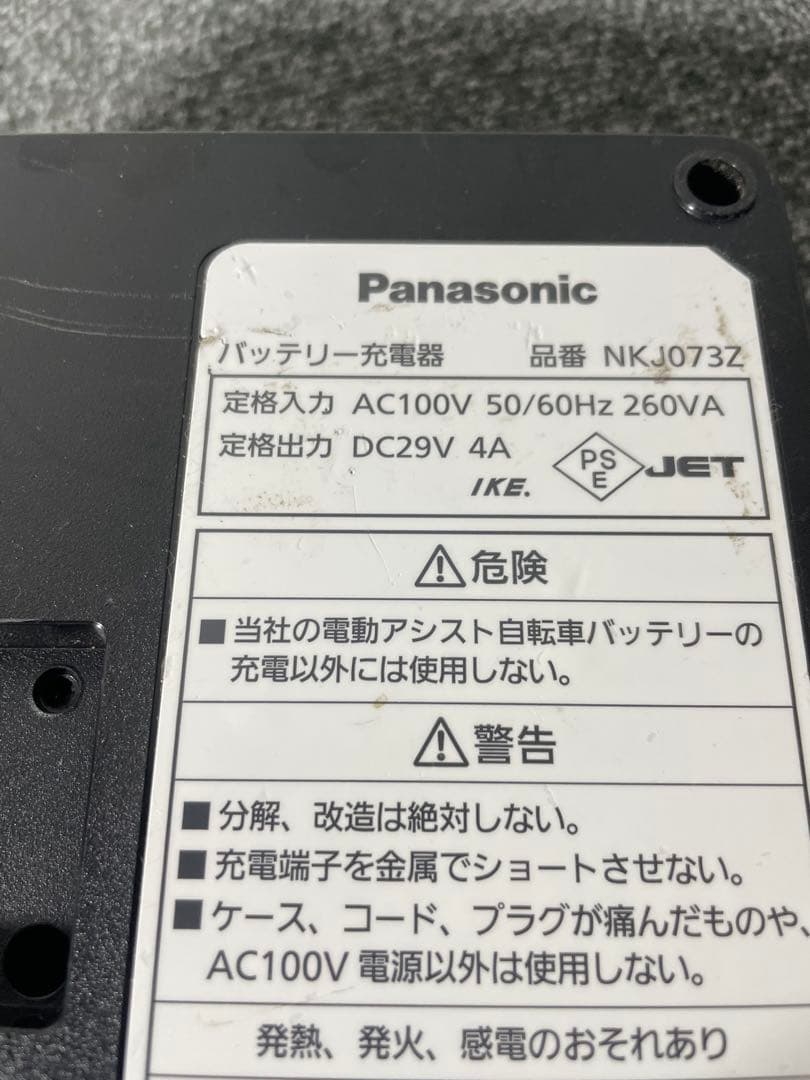 Panasonic
バッテリー充電器 品番 NKJ073Z
定格入力 AC100V 50/60Hz 260VA
定格出力 DC29V 4A
IKE.
PS
E
JET
⚠危険
■当社の電動アシスト自転車バッテリーの
充電以外には使用しない。
⚠警告
■分解、改造は絶対しない。
■充電端子を金属でショートさせない。
■ケース、コード、プラグが痛んだものや、
AC100V 電源以外は使用しない。
発熱、発火、感電のおそれあり